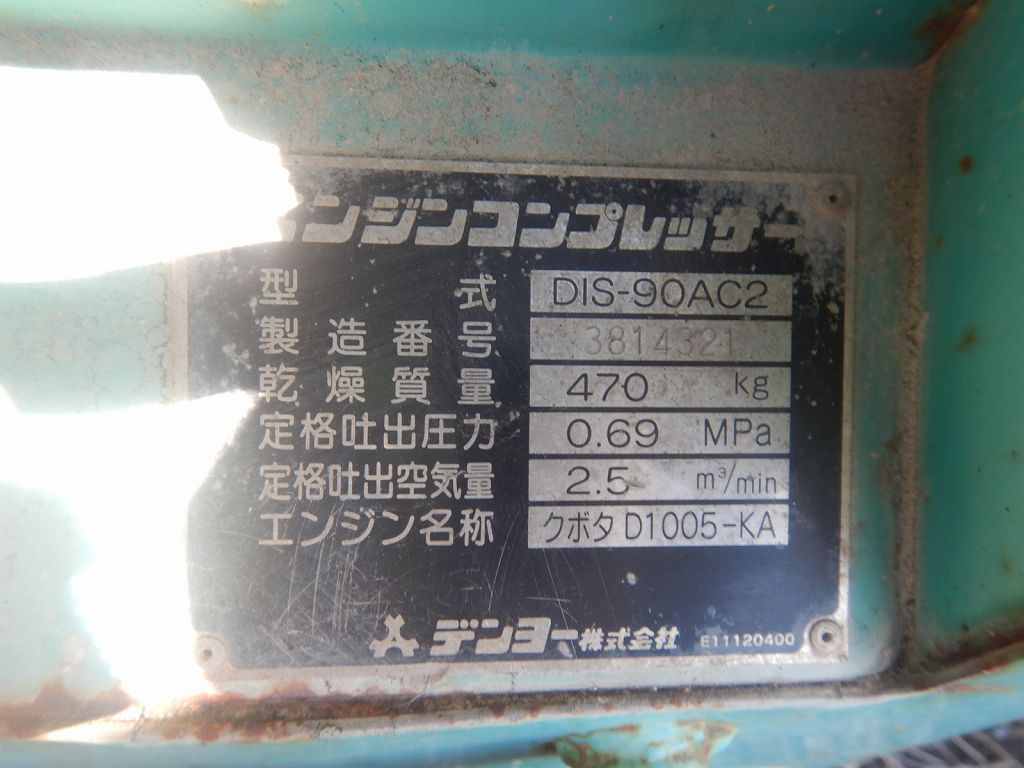 エンジンコンプレッサー
型式 DIS-90AC2
製造番号 3814321
乾燥質量 470 kg
定格吐出圧力 0.69 MPa
定格吐出空気量 2.5 m³/min
エンジン名称 クボタ D1005-KA
デンヨー株式会社 E11120400